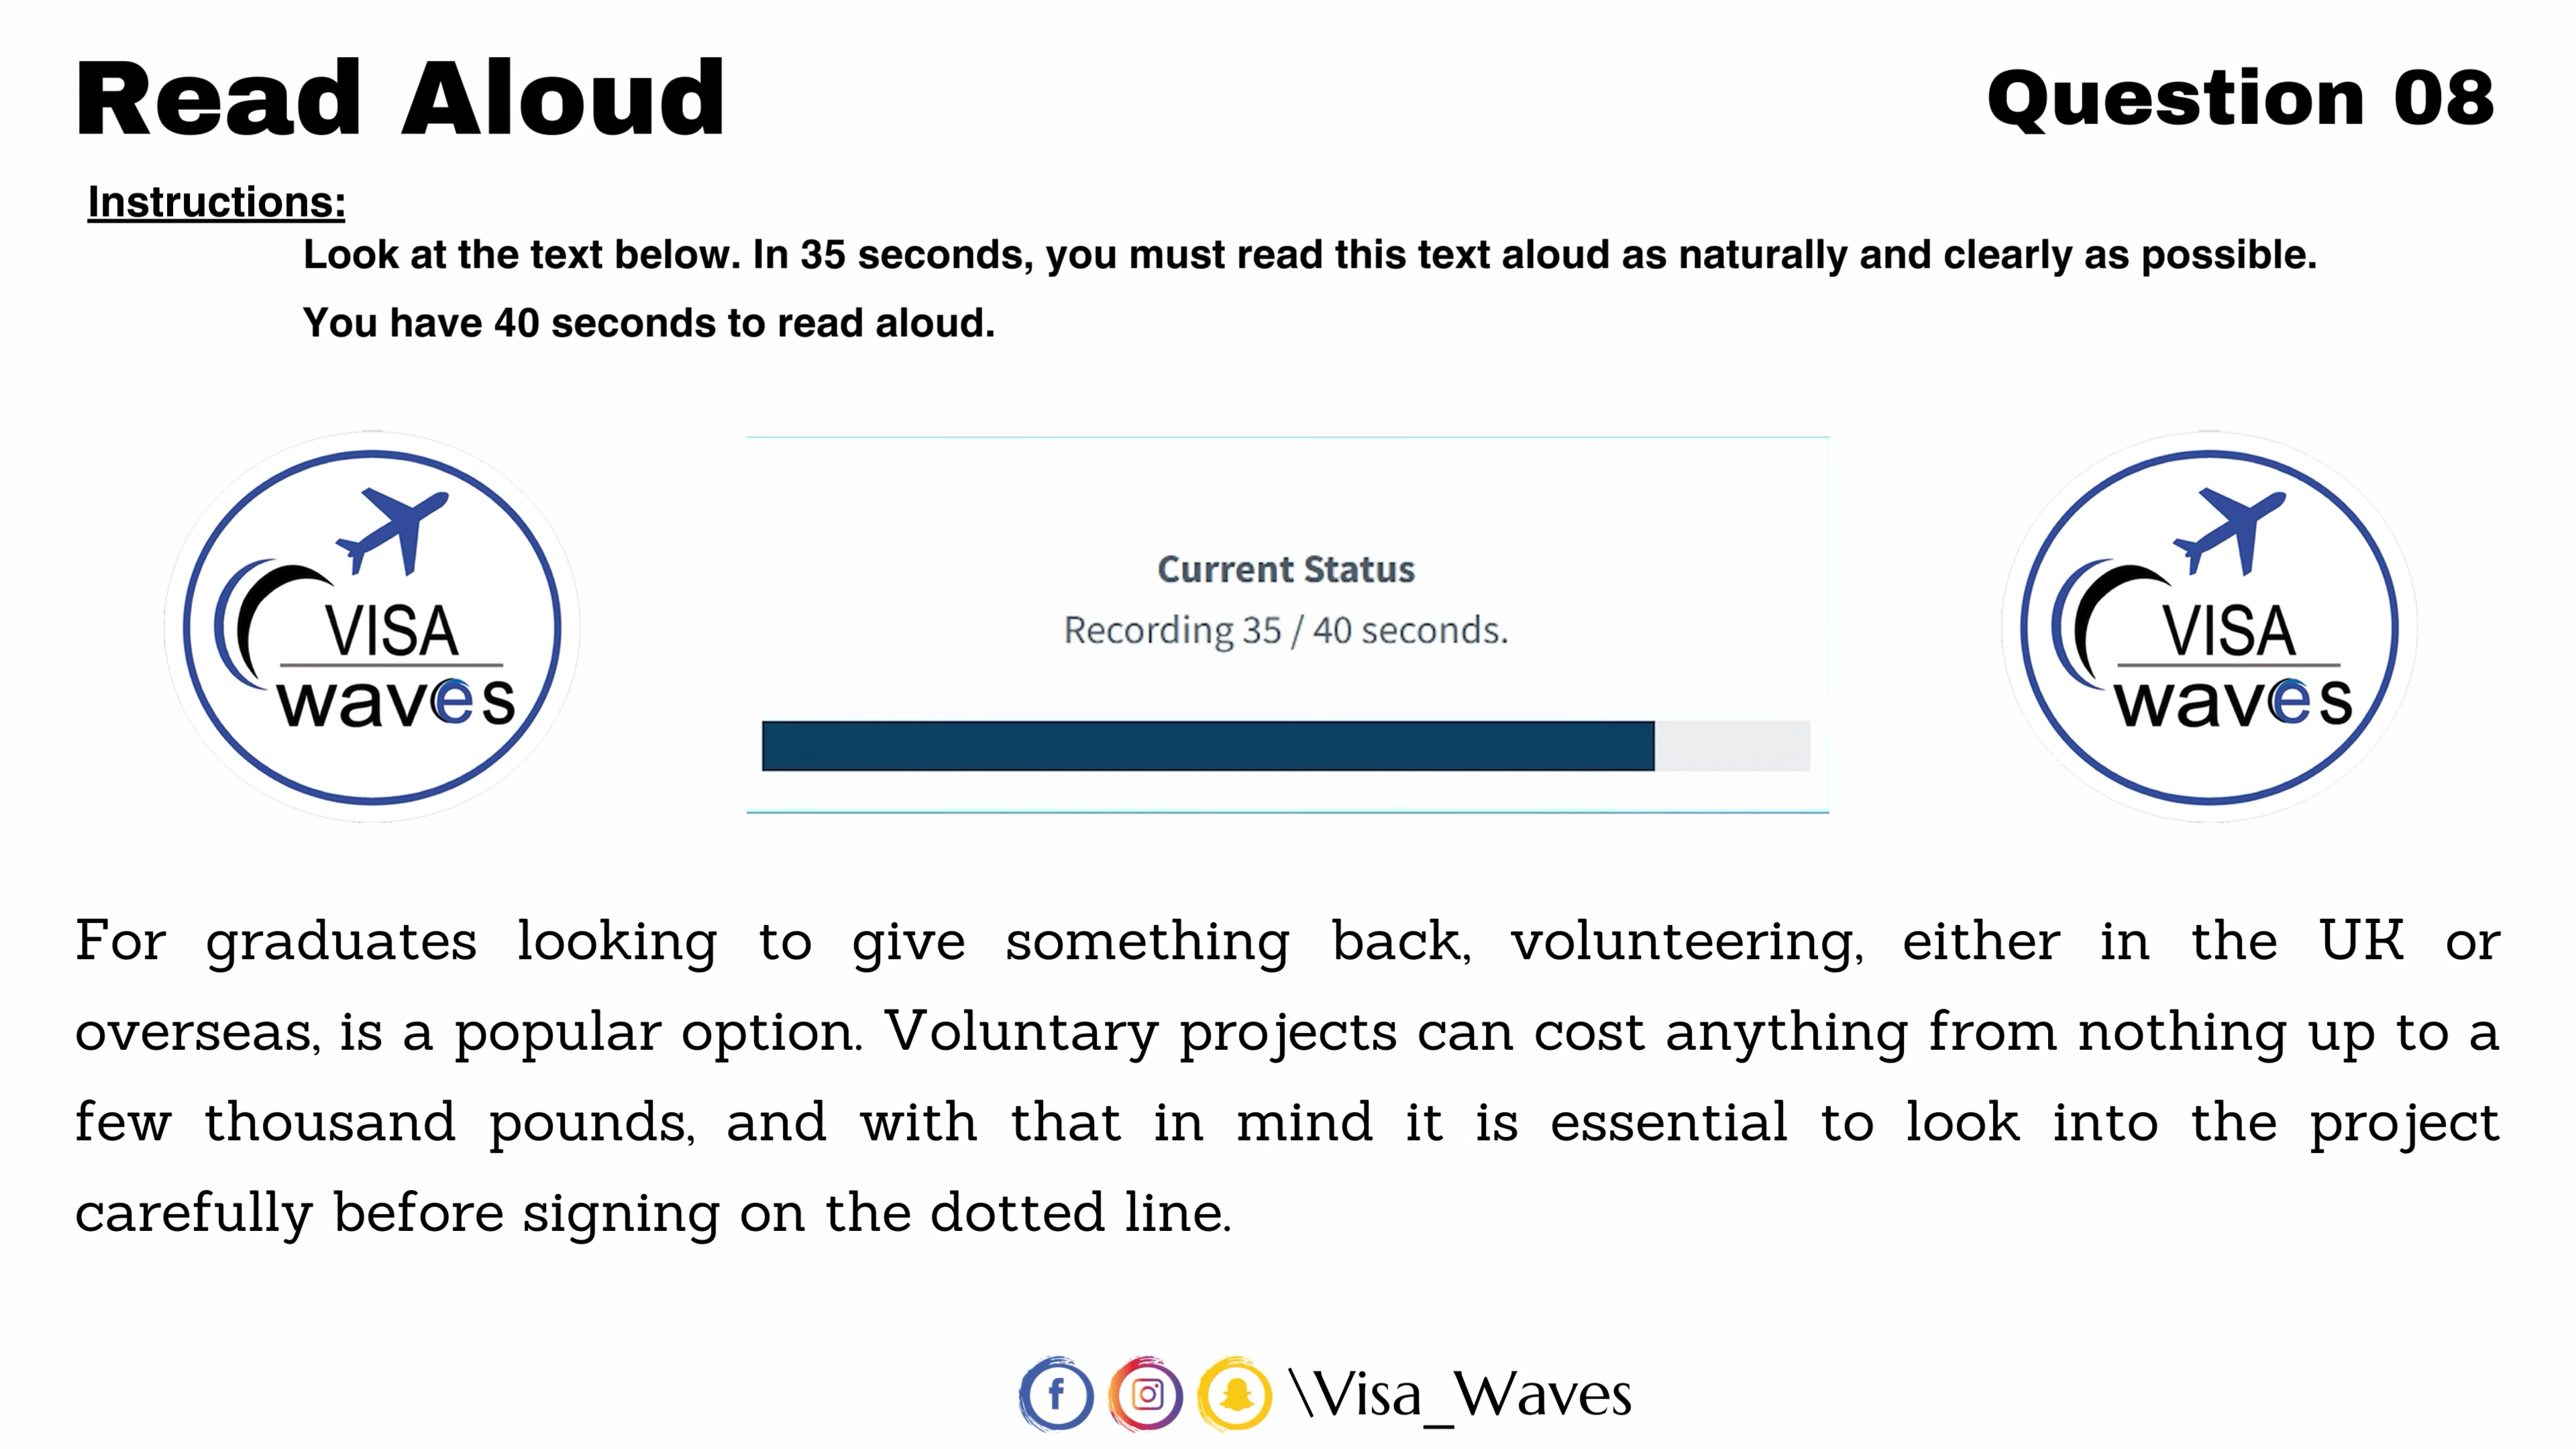 Read Aloud
Question 08
Instructions:
Look at the text below. In 35 seconds, you must read this text aloud as naturally and clearly as possible.
You have 40 seconds to read aloud.
VISA
waves
Current Status
Recording 35 / 40 seconds.
VISA
waves
For graduates looking to give something back, volunteering, either in the UK or
overseas, is a popular option. Voluntary projects can cost anything from nothing up to a
few thousand pounds, and with that in mind it is essential to look into the project
carefully before signing on the dotted line.
\Visa_Waves